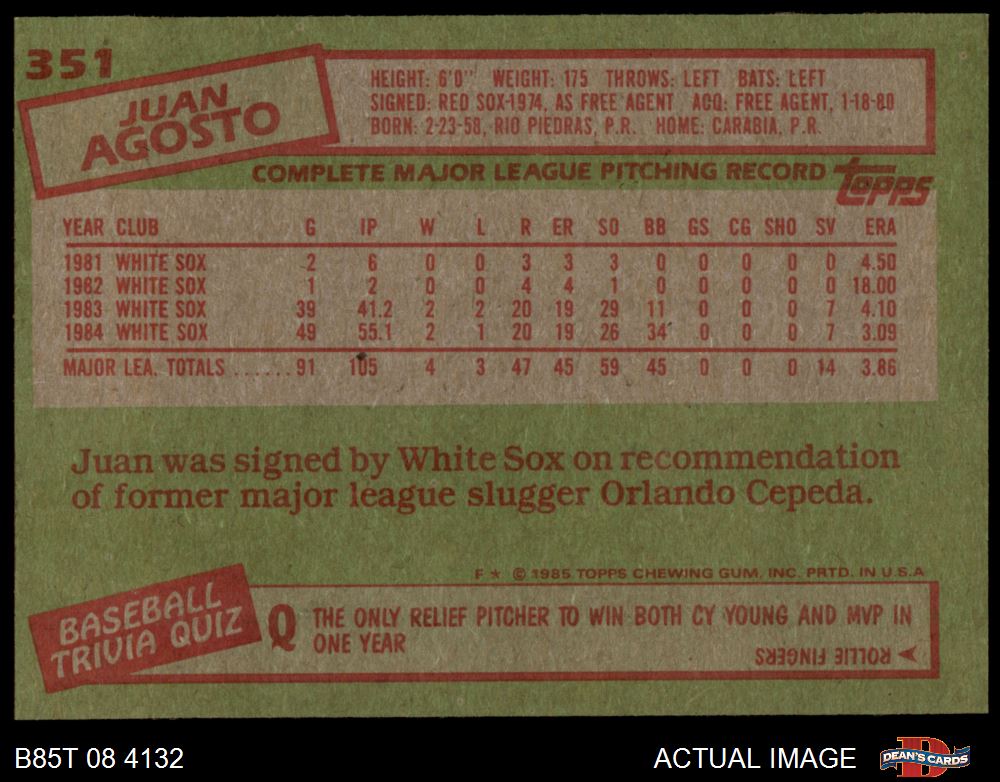 351
JUAN
AGOSTO
HEIGHT: 6'0" WEIGHT: 175 THROWS: LEFT BATS: LEFT
SIGNED: RED SOX-1974, AS FREE AGENT ACQ: FREE AGENT, 1-18-80
BORN: 2-23-58, RIO PIEDRAS, P.R. HOME: CARABIA, P.R.
COMPLETE MAJOR LEAGUE PITCHING RECORD
topps
YEAR CLUB G IP W L R ER SO BB GS CG SHO SV ERA
1981 WHITE SOX 2 6 0 0 3 3 3 0 0 0 0 0 4.50
1982 WHITE SOX 1 2 0 0 4 4 1 0 0 0 0 0 18.00
1983 WHITE SOX 39 41.2 2 2 20 19 29 11 0 0 0 7 4.10
1984 WHITE SOX 49 55.1 2 1 20 19 26 34 0 0 0 7 3.09
MAJOR LEA. TOTALS ......91 105 4 3 47 45 59 45 0 0 0 14 3.86
Juan was signed by White Sox on recommendation
of former major league slugger Orlando Cepeda.
F ★ © 1985 TOPPS CHEWING GUM, INC. PRTD. IN U.S.A
BASEBALL
TRIVIA QUIZ
Q THE ONLY RELIEF PITCHER TO WIN BOTH CY YOUNG AND MVP IN
ONE YEAR
ROLLIE FINGERS
B85T 08 4132
ACTUAL IMAGE
DEAN'S CARDS